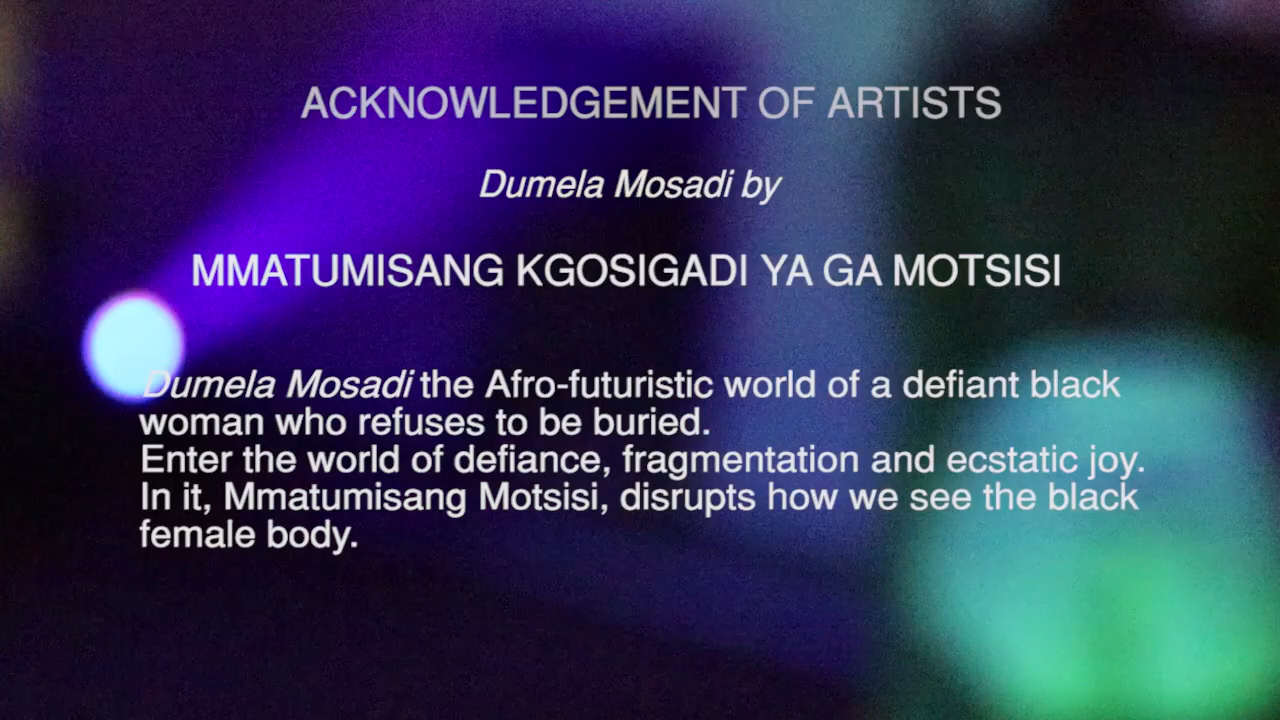 ACKNOWLEDGEMENT OF ARTISTS
Dumela Mosadi by
MMATUMISANG KGOSIGADI YA GA MOTSISI
Dumela Mosadi the Afro-futuristic world of a defiant black
woman who refuses to be buried.
Enter the world of defiance, fragmentation and ecstatic joy.
In it, Mmatumisang Motsisi, disrupts how we see the black
female body.